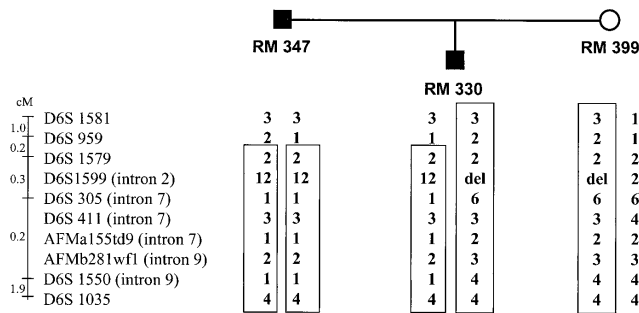 RM 347
RM 399
RM 330
cM
D6S 1581 3 3 3 3 3 1
1.0
D6S 959 2 1 1 2 2 1
0.2
D6S 1579 2 2 2 2 2 2
0.3 D6S1599 (intron 2) 12 12 12 del del 2
D6S 305 (intron 7) 1 1 1 6 6 6
D6S 411 (intron 7) 3 3 3 3 3 4
0.2 AFMa155td9 (intron 7) 1 1 1 2 2 2
AFMb281wf1 (intron 9) 2 2 2 3 3 3
D6S 1550 (intron 9) 1 1 1 4 4 4
1.9
D6S 1035 4 4 4 4 4 4